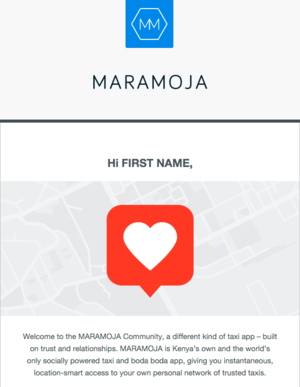 MM
MARAMOJA
Hi FIRST NAME,
Welcome to the MARAMOJA Community, a different kind of taxi app – built
on trust and relationships. MARAMOJA is Kenya's own and the world's
only socially powered taxi and boda boda app, giving you instantaneous,
location-smart access to your own personal network of trusted taxis.